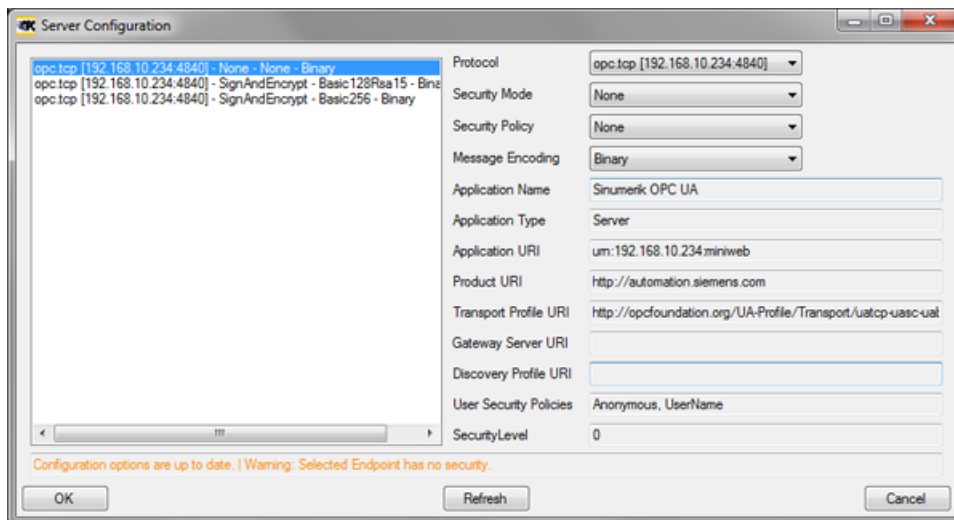 Server Configuration
opc.tcp [192.168.10.234:4840] - None - None - Binary
opc.tcp [192.168.10.234:4840] - SignAndEncrypt - Basic128Rsa15 - Bina
opc.tcp [192.168.10.234:4840] - SignAndEncrypt - Basic256 - Binary
Protocol opc.tcp [192.168.10.234:4840]
Security Mode None
Security Policy None
Message Encoding Binary
Application Name Sinumerik OPC UA
Application Type Server
Application URI urn:192.168.10.234:miniweb
Product URI http://automation.siemens.com
Transport Profile URI http://opcfoundation.org/UA-Profile/Transport/uatcp-uasc-uab
Gateway Server URI
Discovery Profile URI
User Security Policies Anonymous, UserName
SecurityLevel 0
Configuration options are up to date. | Warning: Selected Endpoint has no security.
OK Refresh Cancel